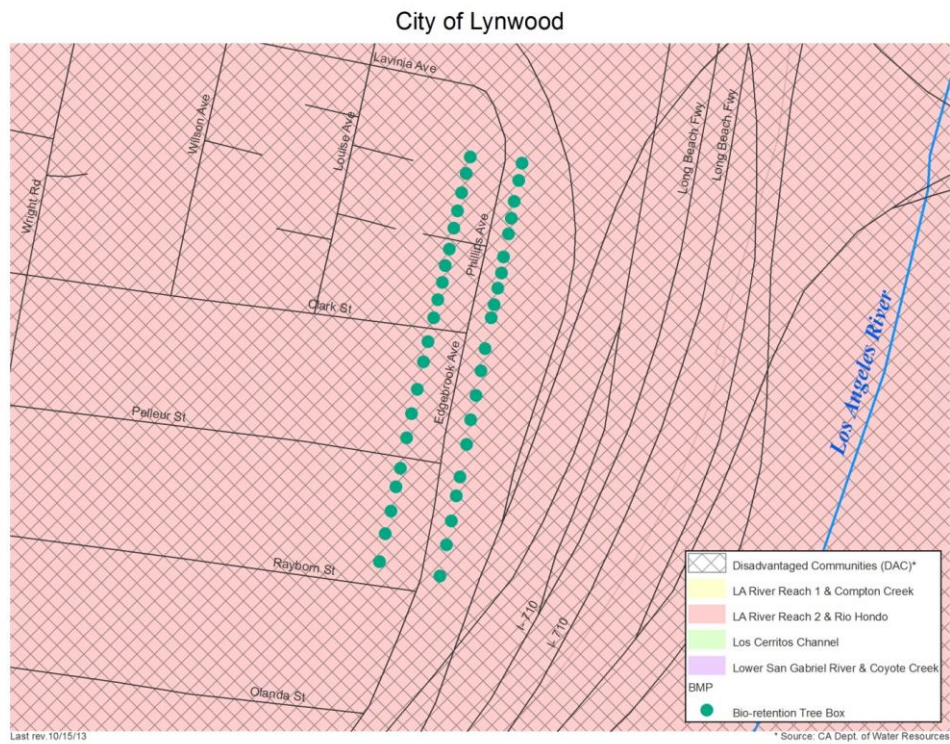 City of Lynwood
Lavinia Ave
Wilson Ave
Louise Ave
Long Beach Fwy
Long Beach Fwy
Wright Rd
Phillips Ave
Clark St
Edgebrook Ave
Los Angeles River
Pelleur St
Rayborn St
I- 710
I- 710
Olanda St
Disadvantaged Communities (DAC)*
LA River Reach 1 & Compton Creek
LA River Reach 2 & Rio Hondo
Los Cerritos Channel
Lower San Gabriel River & Coyote Creek
BMP
Bio-retention Tree Box
Last rev.10/15/13
* Source: CA Dept. of Water Resources